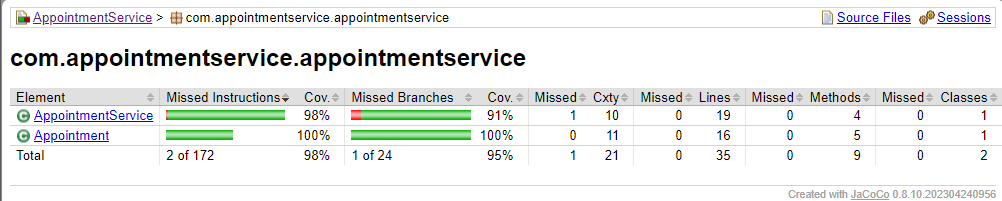 AppointmentService > com.appointmentservice.appointmentservice Source Files Sessions
com.appointmentservice.appointmentservice
Element Missed Instructions Cov. Missed Branches Cov. Missed Cxty Missed Lines Missed Methods Missed Classes
AppointmentService 98% 91% 1 10 0 19 0 4 0 1
Appointment 100% 100% 0 11 0 16 0 5 0 1
Total 2 of 172 98% 1 of 24 95% 1 21 0 35 0 9 0 2
Created with JaCoCo 0.8.10.202304240956